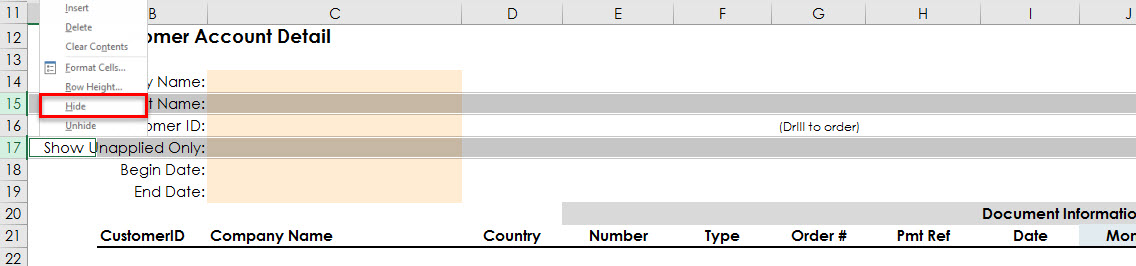 11 B C D E F G H I J
Insert
12 omer Account Detail
Delete
13
Clear Contents
Format Cells...
14 y Name:
Row Height...
15 t Name:
Hide
16 omer ID: (Drill to order)
Unhide
17 Show Unapplied Only:
18 Begin Date:
19 End Date:
20 Document Informatio
21 CustomerID Company Name Country Number Type Order # Pmt Ref Date Mon
22